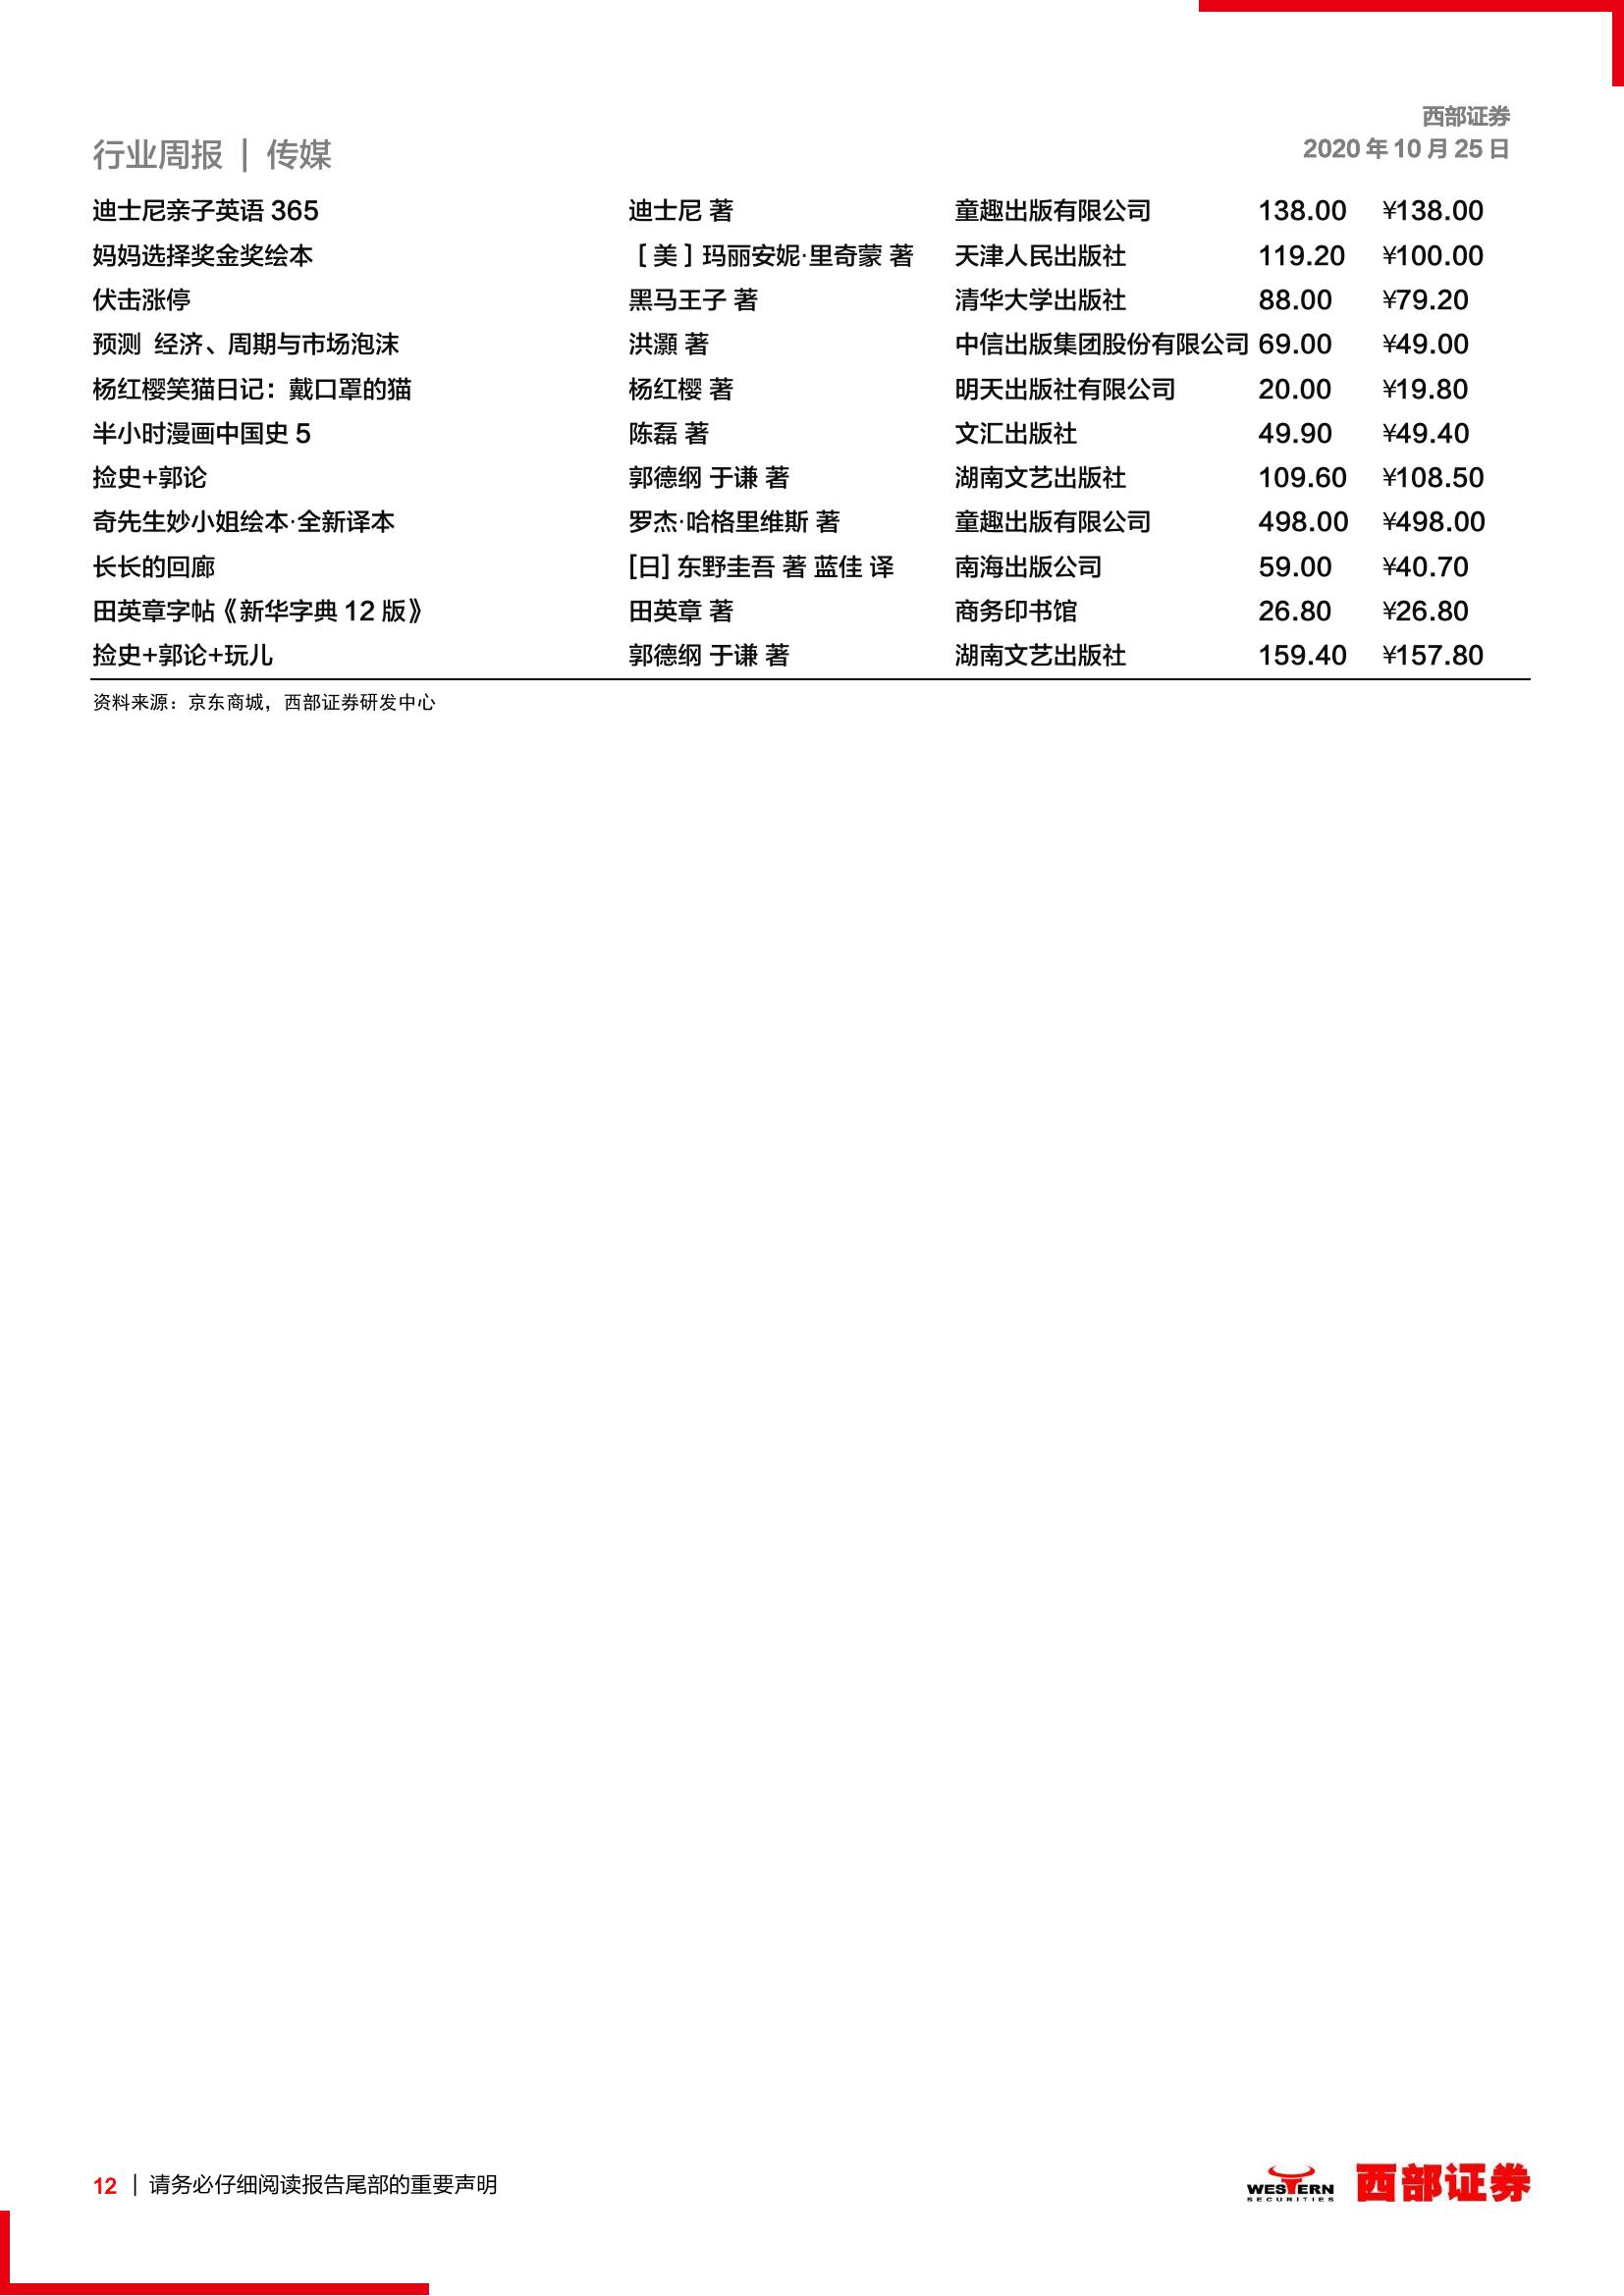 西部证券
行业周报 | 传媒
2020 年 10 月 25 日
迪士尼亲子英语 365 迪士尼 著 童趣出版有限公司 138.00 ¥138.00
妈妈选择奖金奖绘本 [ 美 ] 玛丽安妮·里奇蒙 著 天津人民出版社 119.20 ¥100.00
伏击涨停 黑马王子 著 清华大学出版社 88.00 ¥79.20
预测 经济、周期与市场泡沫 洪灝 著 中信出版集团股份有限公司 69.00 ¥49.00
杨红樱笑猫日记：戴口罩的猫 杨红樱 著 明天出版社有限公司 20.00 ¥19.80
半小时漫画中国史 5 陈磊 著 文汇出版社 49.90 ¥49.40
捡史+郭论 郭德纲 于谦 著 湖南文艺出版社 109.60 ¥108.50
奇先生妙小姐绘本·全新译本 罗杰·哈格里维斯 著 童趣出版有限公司 498.00 ¥498.00
长长的回廊 [日] 东野圭吾 著 蓝佳 译 南海出版公司 59.00 ¥40.70
田英章字帖《新华字典 12 版》 田英章 著 商务印书馆 26.80 ¥26.80
捡史+郭论+玩儿 郭德纲 于谦 著 湖南文艺出版社 159.40 ¥157.80
资料来源：京东商城，西部证券研发中心
12 | 请务必仔细阅读报告尾部的重要声明
WESTERN
SECURITIES
西部证券